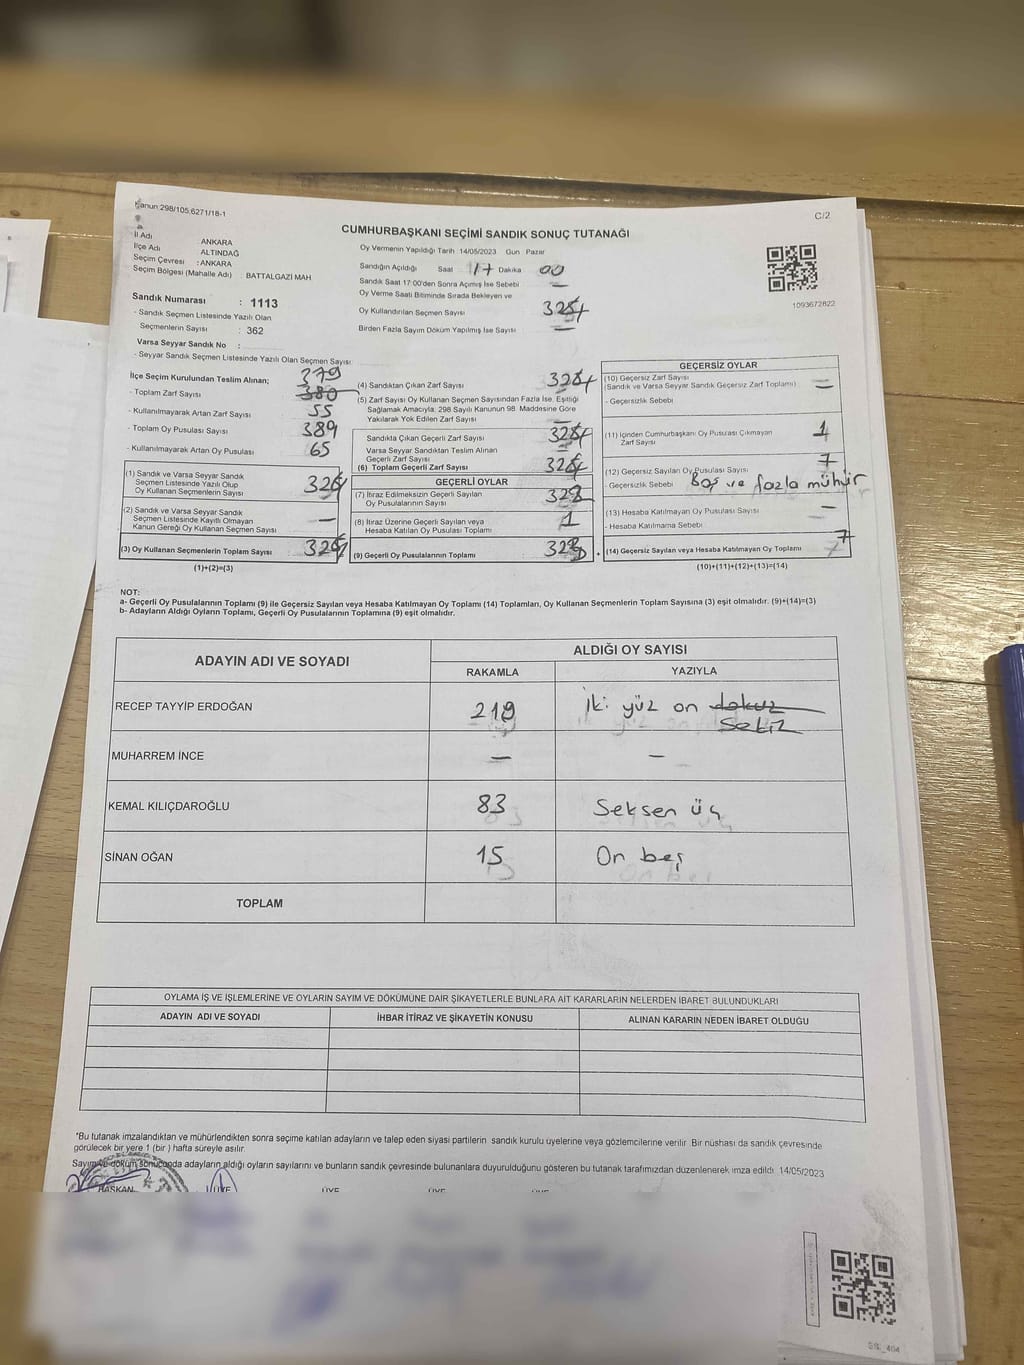 Kanun:298/105;6271/18-1
C/2
CUMHURBAŞKANI SEÇİMİ SANDIK SONUÇ TUTANAĞI
İl Adı : ANKARA
İlçe Adı : ALTINDAĞ
Seçim Çevresi : ANKARA
Seçim Bölgesi (Mahalle Adı) : BATTALGAZİ MAH
Sandık Numarası : 1113
- Sandık Seçmen Listesinde Yazılı Olan
Seçmenlerin Sayısı : 362
Varsa Seyyar Sandık No :
- Seyyar Sandık Seçmen Listesinde Yazılı Olan Seçmen Sayısı:
Oy Vermenin Yapıldığı Tarih 14/05/2023 Gün Pazar
Sandığın Açıldığı Saat 17 Dakika 00
Sandık Saat 17:00'den Sonra Açılmış İse Sebebi —
Oy Verme Saati Bitiminde Sırada Bekleyen ve
Oy Kullandırılan Seçmen Sayısı
Birden Fazla Sayım Döküm Yapılmış İse Sayısı —
1093672822
İlçe Seçim Kurulundan Teslim Alınan; 379
- Toplam Zarf Sayısı 380
- Kullanılmayarak Artan Zarf Sayısı 55
- Toplam Oy Pusulası Sayısı 389
- Kullanılmayarak Artan Oy Pusulası 65
(1) Sandık ve Varsa Seyyar Sandık
Seçmen Listesinde Yazılı Olup
Oy Kullanan Seçmenlerin Sayısı
(2) Sandık ve Varsa Seyyar Sandık
Seçmen Listesinde Kayıtlı Olmayan
Kanun Gereği Oy Kullanan Seçmen Sayısı —
(3) Oy Kullanan Seçmenlerin Toplam Sayısı
(1)+(2)=(3)
(4) Sandıktan Çıkan Zarf Sayısı
(5) Zarf Sayısı Oy Kullanan Seçmen Sayısından Fazla İse, Eşitliği
Sağlamak Amacıyla; 298 Sayılı Kanunun 98. Maddesine Göre
Yakılarak Yok Edilen Zarf Sayısı —
Sandıkta Çıkan Geçerli Zarf Sayısı
Varsa Seyyar Sandıktan Teslim Alınan
Geçerli Zarf Sayısı
(6) Toplam Geçerli Zarf Sayısı
GEÇERLİ OYLAR
(7) İtiraz Edilmeksizin Geçerli Sayılan
Oy Pusulalarının Sayısı
(8) İtiraz Üzerine Geçerli Sayılan veya
Hesaba Katılan Oy Pusulası Toplamı 1
(9) Geçerli Oy Pusulalarının Toplamı
GEÇERSİZ OYLAR
(10) Geçersiz Zarf Sayısı
(Sandık ve Varsa Seyyar Sandık Geçersiz Zarf Toplamı) —
- Geçersizlik Sebebi
(11) İçinden Cumhurbaşkanı Oy Pusulası Çıkmayan
Zarf Sayısı 1
(12) Geçersiz Sayılan Oy Pusulası Sayısı 7
- Geçersizlik Sebebi Boş ve fazla mühür
(13) Hesaba Katılmayan Oy Pusulası Sayısı —
- Hesaba Katılmama Sebebi
(14) Geçersiz Sayılan veya Hesaba Katılmayan Oy Toplamı 7
(10)+(11)+(12)+(13)=(14)
NOT:
a- Geçerli Oy Pusulalarının Toplamı (9) ile Geçersiz Sayılan veya Hesaba Katılmayan Oy Toplamı (14) Toplamları, Oy Kullanan Seçmenlerin Toplam Sayısına (3) eşit olmalıdır. (9)+(14)=(3)
b- Adayların Aldığı Oyların Toplamı, Geçerli Oy Pusulalarının Toplamına (9) eşit olmalıdır.
ADAYIN ADI VE SOYADI ALDIĞI OY SAYISI
RAKAMLA YAZIYLA
RECEP TAYYİP ERDOĞAN 218 İki yüz on dokuz
sekiz
MUHARREM İNCE — —
KEMAL KILIÇDAROĞLU 83 Seksen üç
SİNAN OĞAN 15 On beş
TOPLAM
OYLAMA İŞ VE İŞLEMLERİNE VE OYLARIN SAYIM VE DÖKÜMÜNE DAİR ŞİKAYETLERLE BUNLARA AİT KARARLARIN NELERDEN İBARET BULUNDUKLARI
ADAYIN ADI VE SOYADI İHBAR İTİRAZ VE ŞİKAYETİN KONUSU ALINAN KARARIN NEDEN İBARET OLDUĞU
*Bu tutanak imzalandıktan ve mühürlendikten sonra seçime katılan adayların ve talep eden siyasi partilerin sandık kurulu üyelerine veya gözlemcilerine verilir. Bir nüshası da sandık çevresinde
görülecek bir yere 1 (bir) hafta süreyle asılır.
Sayım ve döküm sonucunda adayların aldığı oyların sayılarını ve bunların sandık çevresinde bulunanlara duyurulduğunu gösteren bu tutanak tarafımızdan düzenlenerek imza edildi. 14/05/2023
BAŞKAN ÜYE ÜYE ÜYE ÜYE